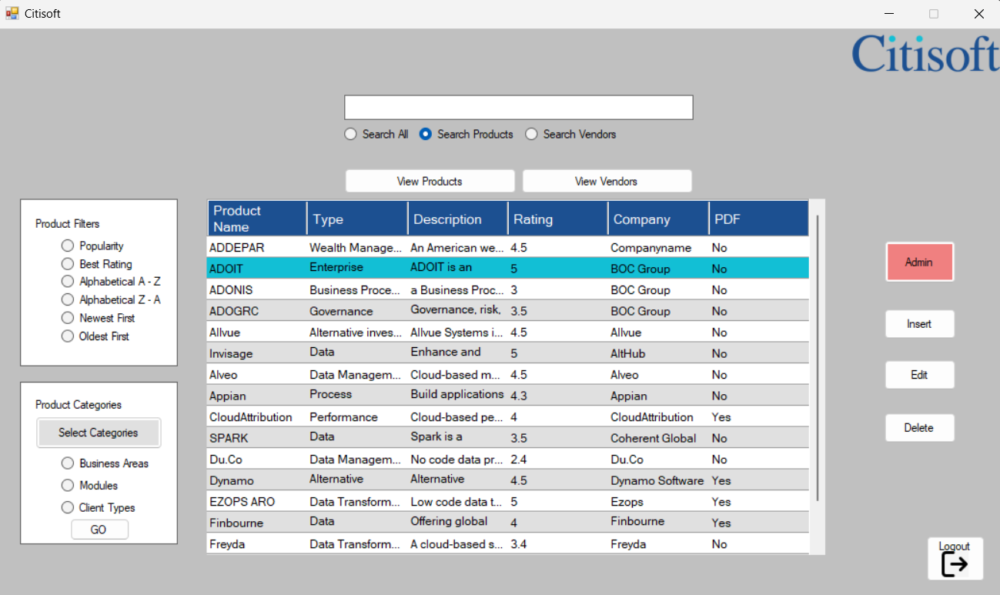 Citisoft
Citisoft
Search All Search Products Search Vendors
View Products View Vendors
Product Filters
Popularity
Best Rating
Alphabetical A - Z
Alphabetical Z - A
Newest First
Oldest First
Product Categories
Select Categories
Business Areas
Modules
Client Types
GO
Product Name Type Description Rating Company PDF
ADDEPAR Wealth Manage... An American we... 4.5 Companyname No
ADOIT Enterprise ADOIT is an 5 BOC Group No
ADONIS Business Proce... a Business Proc... 3 BOC Group No
ADOGRC Governance Governance, risk, 3.5 BOC Group No
Allvue Alternative inves... Allvue Systems i... 4.5 Allvue No
Invisage Data Enhance and 5 AltHub No
Alveo Data Managem... Cloud-based m... 4.5 Alveo No
Appian Process Build applications 4.3 Appian No
CloudAttribution Performance Cloud-based pe... 4 CloudAttribution Yes
SPARK Data Spark is a 3.5 Coherent Global No
Du.Co Data Managem... No code data pr... 2.4 Du.Co No
Dynamo Alternative Alternative 4.5 Dynamo Software Yes
EZOPS ARO Data Transform... Low code data t... 5 Ezops Yes
Finbourne Data Offering global 4 Finbourne Yes
Freyda Data Transform... A cloud-based s... 3.4 Freyda No
Admin
Insert
Edit
Delete
Logout